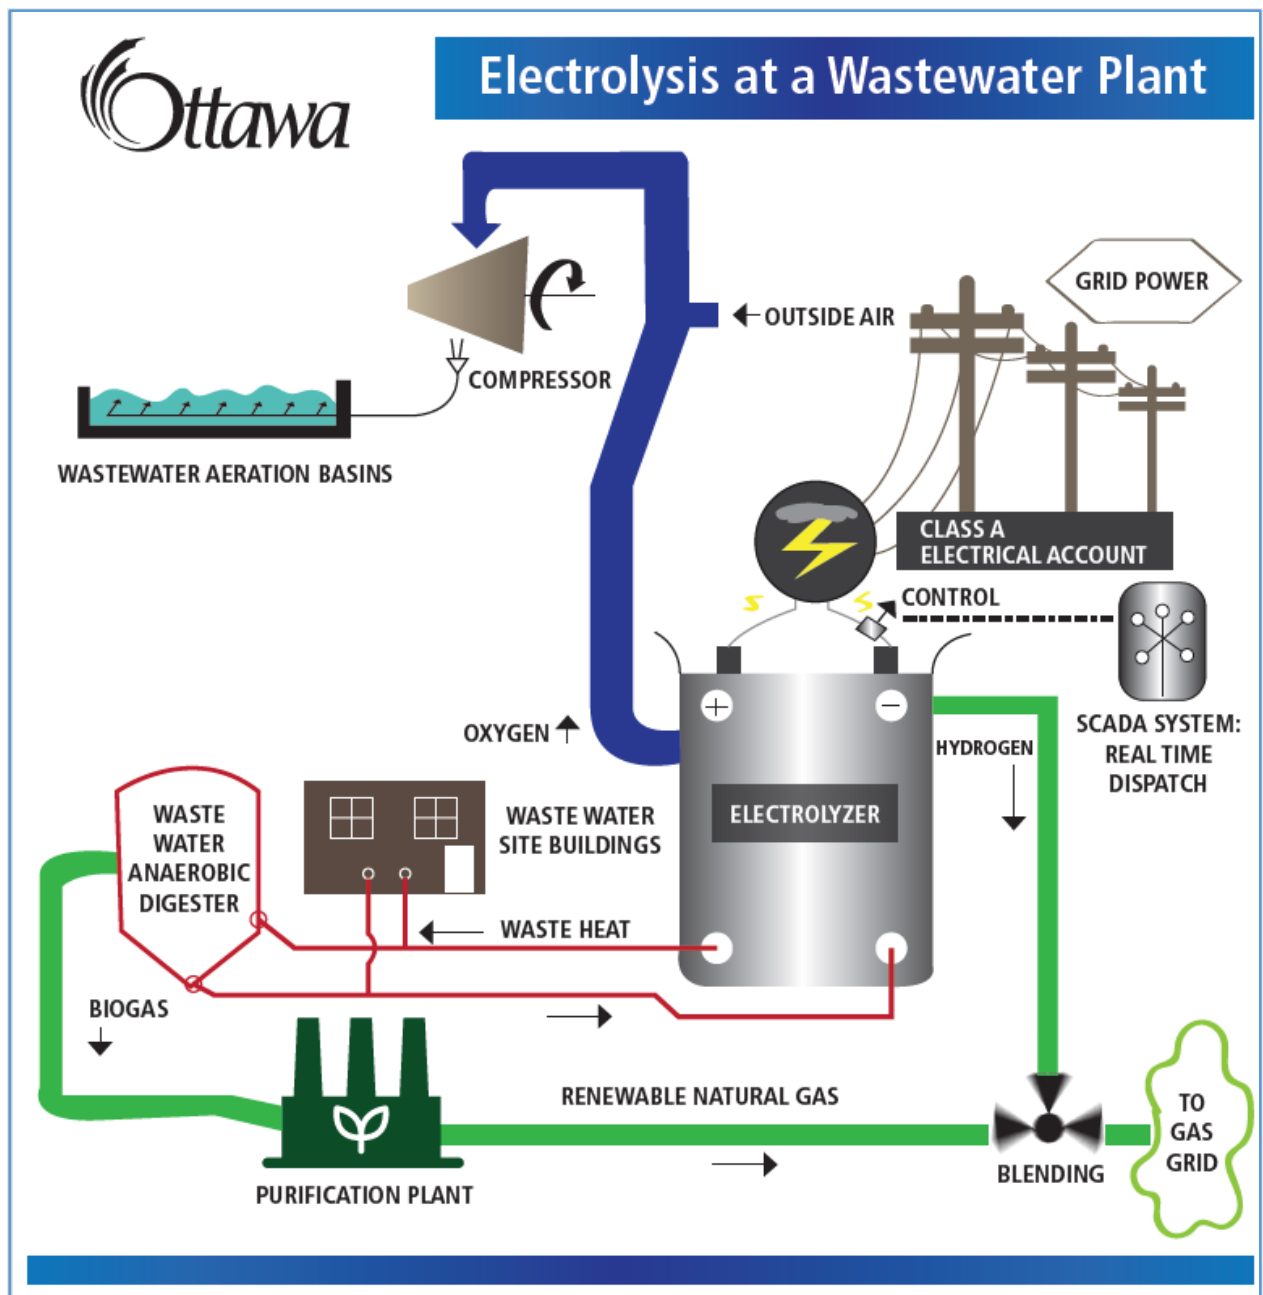 Ottawa
Electrolysis at a Wastewater Plant
GRID POWER
OUTSIDE AIR
COMPRESSOR
WASTEWATER AERATION BASINS
CLASS A
ELECTRICAL ACCOUNT
CONTROL
OXYGEN
+
−
HYDROGEN
SCADA SYSTEM:
REAL TIME
DISPATCH
ELECTROLYZER
WASTE
WATER
ANAEROBIC
DIGESTER
WASTE WATER
SITE BUILDINGS
WASTE HEAT
BIOGAS
RENEWABLE NATURAL GAS
PURIFICATION PLANT
BLENDING
TO
GAS
GRID